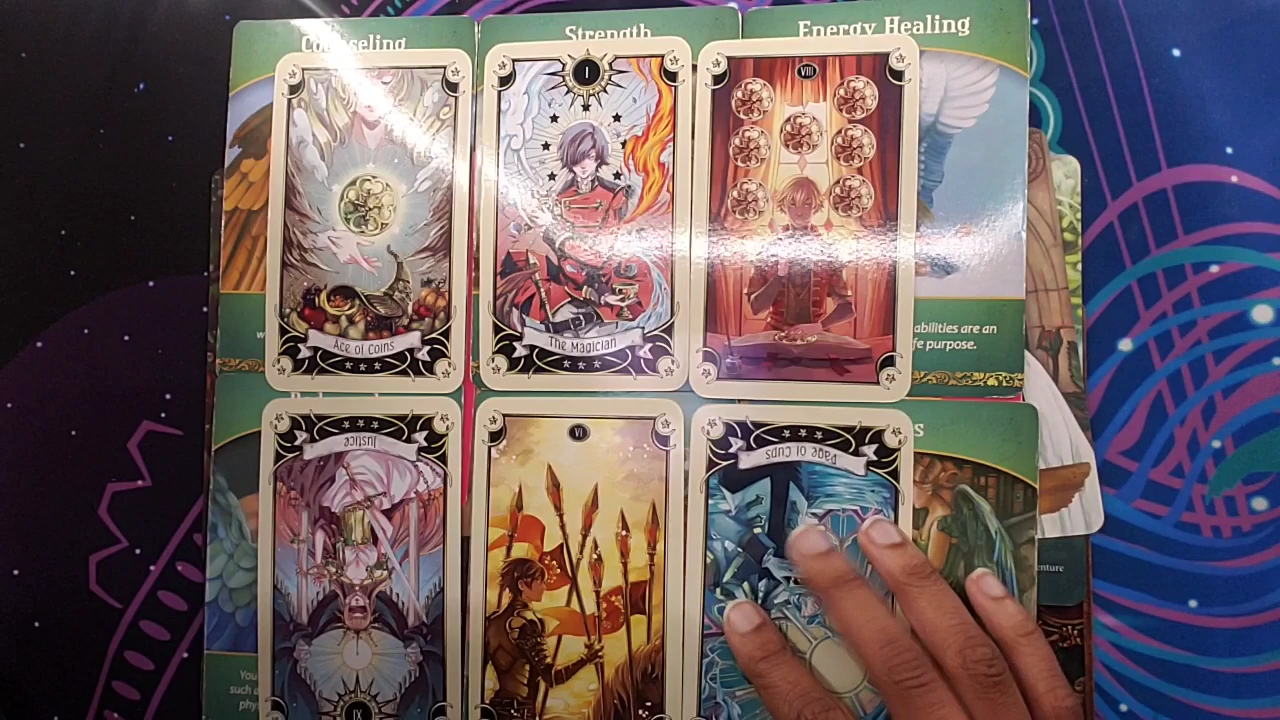 Counseling
Strength
Energy Healing
I
VIII
Ace of Coins
The Magician
abilities are an
fe purpose.
Justice
VI
Page of Cups
s
enture
You
such
phy
IX